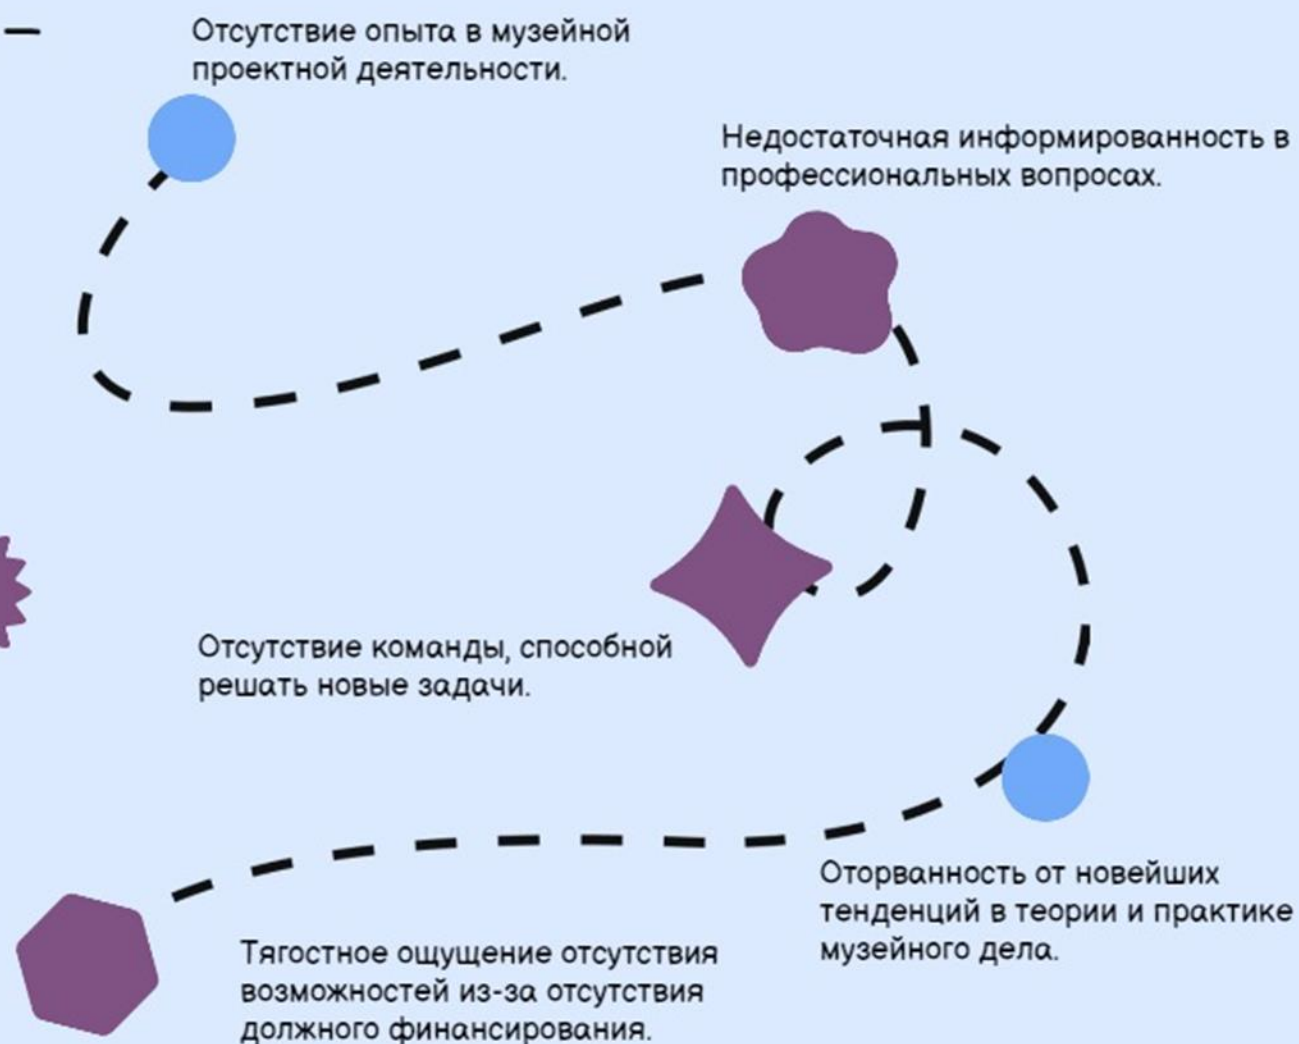 Отсутствие опыта в музейной
проектной деятельности.
Недостаточная информированность в
профессиональных вопросах.
Отсутствие команды, способной
решать новые задачи.
Оторванность от новейших
тенденций в теории и практике
музейного дела.
Тягостное ощущение отсутствия
возможностей из-за отсутствия
должного финансирования.